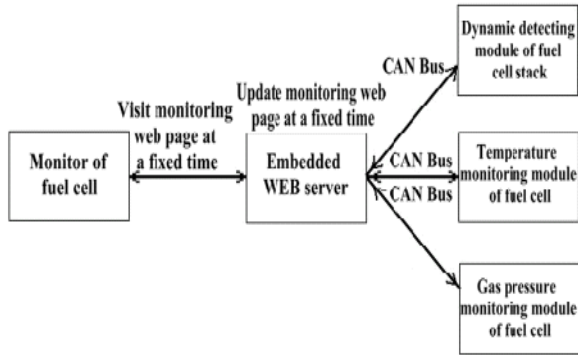 Dynamic detecting
module of fuel
cell stack
CAN Bus
Update monitoring web
page at a fixed time
Visit monitoring
web page at
a fixed time
Monitor of
fuel cell
Embedded
WEB server
CAN Bus
CAN Bus
Temperature
monitoring module
of fuel cell
Gas pressure
monitoring module
of fuel cell